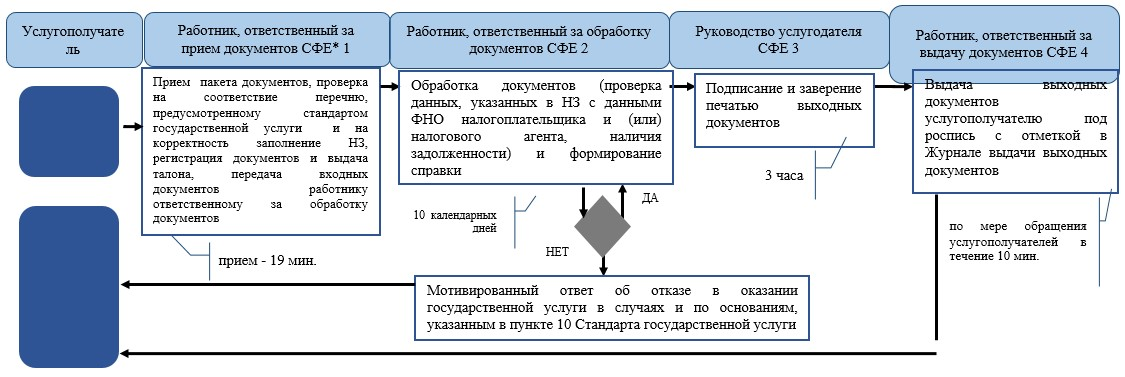 Услугополучате
ль
Работник, ответственный за
прием документов СФЕ* 1
Работник, ответственный за обработку
документов СФЕ 2
Руководство услугодателя
СФЕ 3
Работник, ответственный за
выдачу документов СФЕ 4
Прием пакета документов, проверка
на соответствие перечню,
предусмотренному стандартом
государственной услуги и на
корректность заполнение НЗ,
регистрация документов и выдача
талона, передача входных
документов работнику
ответственному за обработку
документов
Обработка документов (проверка
данных, указанных в НЗ с данными
ФНО налогоплательщика и (или)
налогового агента, наличия
задолженности) и формирование
справки
Подписание и заверение
печатью выходных
документов
Выдача выходных
документов
услугополучателю под
роспись с отметкой в
Журнале выдачи выходных
документов
3 часа
10 календарных
дней
ДА
НЕТ
прием - 19 мин.
по мере обращения
услугополучателей в
течение 10 мин.
Мотивированный ответ об отказе в оказании
государственной услуги в случаях и по основаниям,
указанным в пункте 10 Стандарта государственной услуги